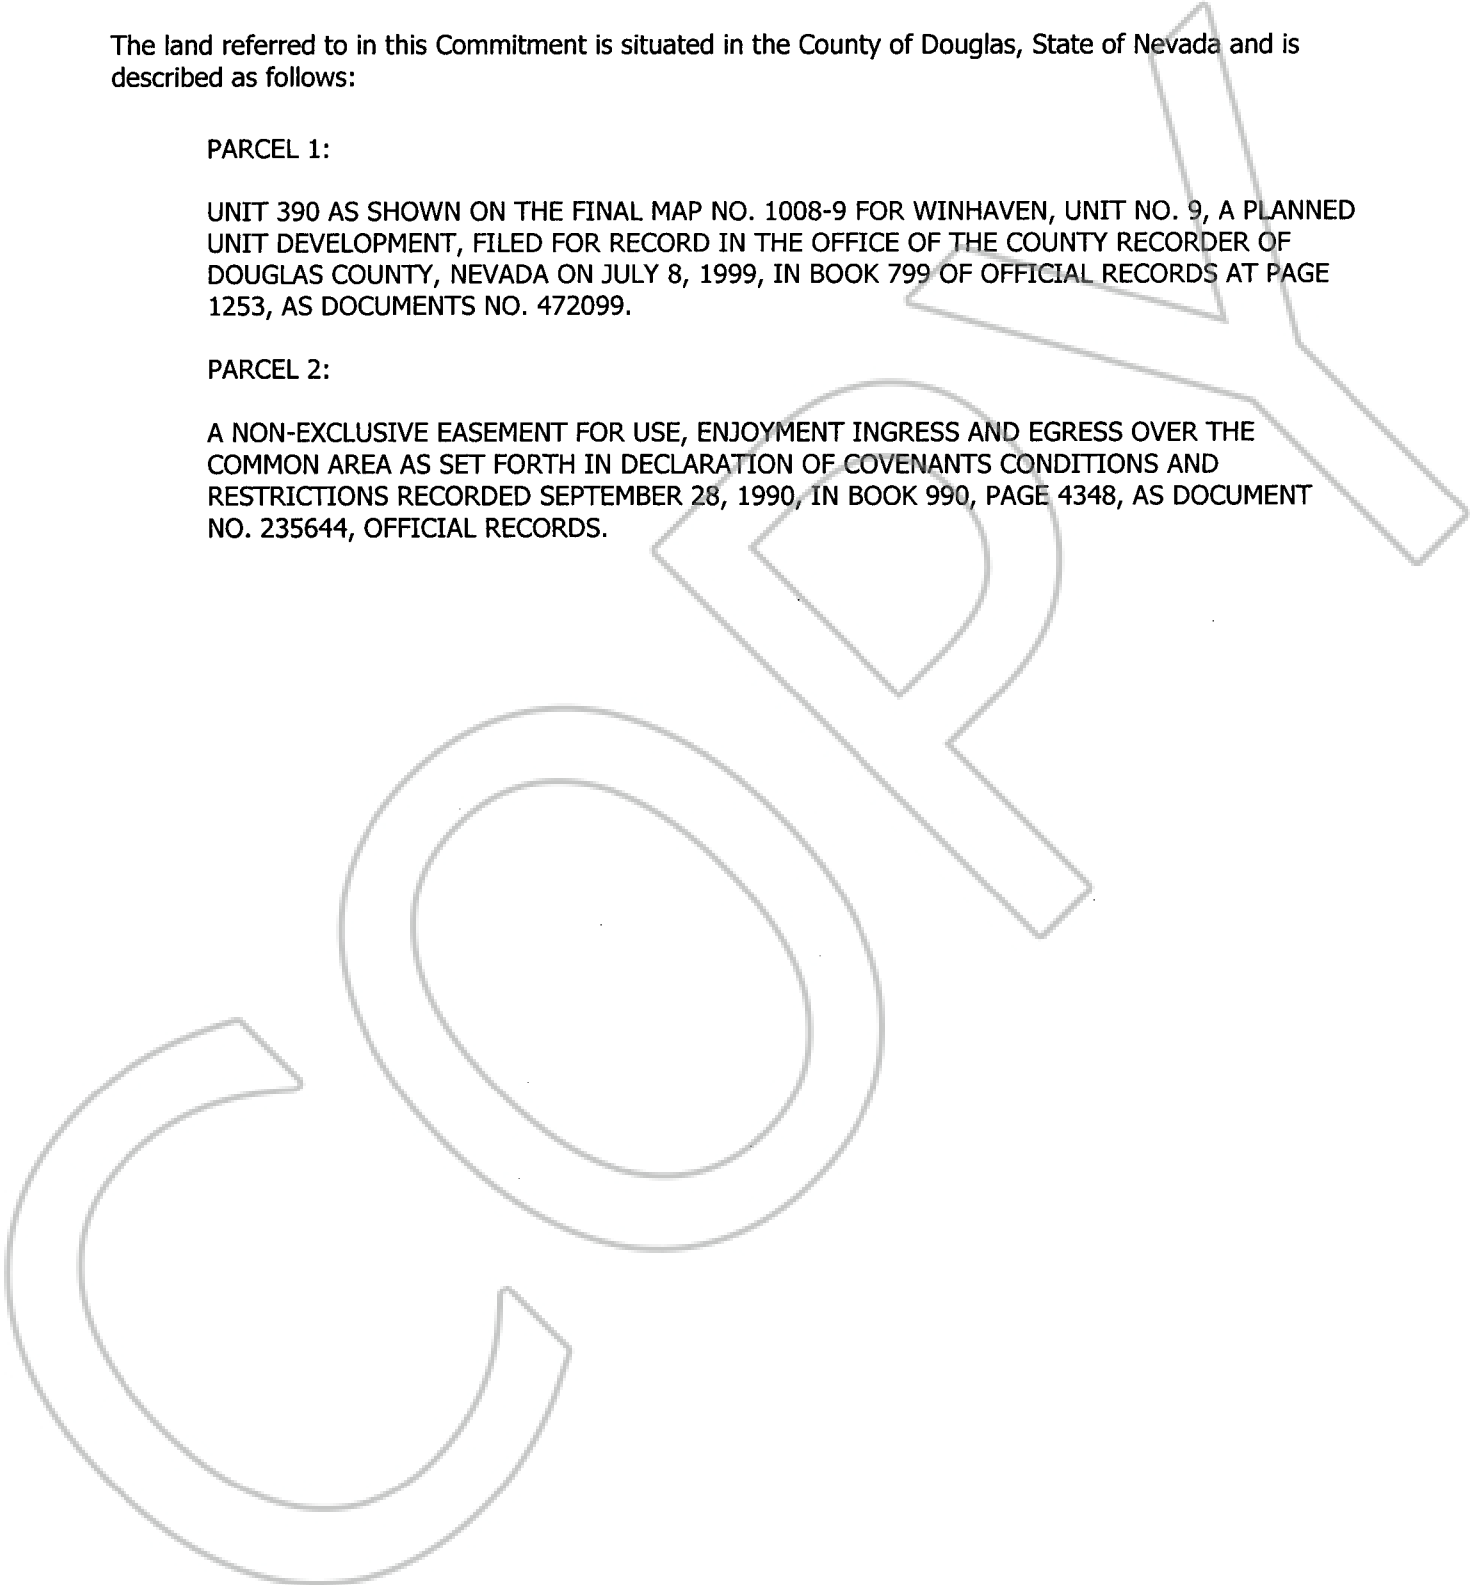 The land referred to in this Commitment is situated in the County of Douglas, State of Nevada and is
described as follows:
PARCEL 1:
UNIT 390 AS SHOWN ON THE FINAL MAP NO. 1008-9 FOR WINHAVEN, UNIT NO. 9, A PLANNED
UNIT DEVELOPMENT, FILED FOR RECORD IN THE OFFICE OF THE COUNTY RECORDER OF
DOUGLAS COUNTY, NEVADA ON JULY 8, 1999, IN BOOK 799 OF OFFICIAL RECORDS AT PAGE
1253, AS DOCUMENTS NO. 472099.
PARCEL 2:
A NON-EXCLUSIVE EASEMENT FOR USE, ENJOYMENT INGRESS AND EGRESS OVER THE
COMMON AREA AS SET FORTH IN DECLARATION OF COVENANTS CONDITIONS AND
RESTRICTIONS RECORDED SEPTEMBER 28, 1990, IN BOOK 990, PAGE 4348, AS DOCUMENT
NO. 235644, OFFICIAL RECORDS.
COPY